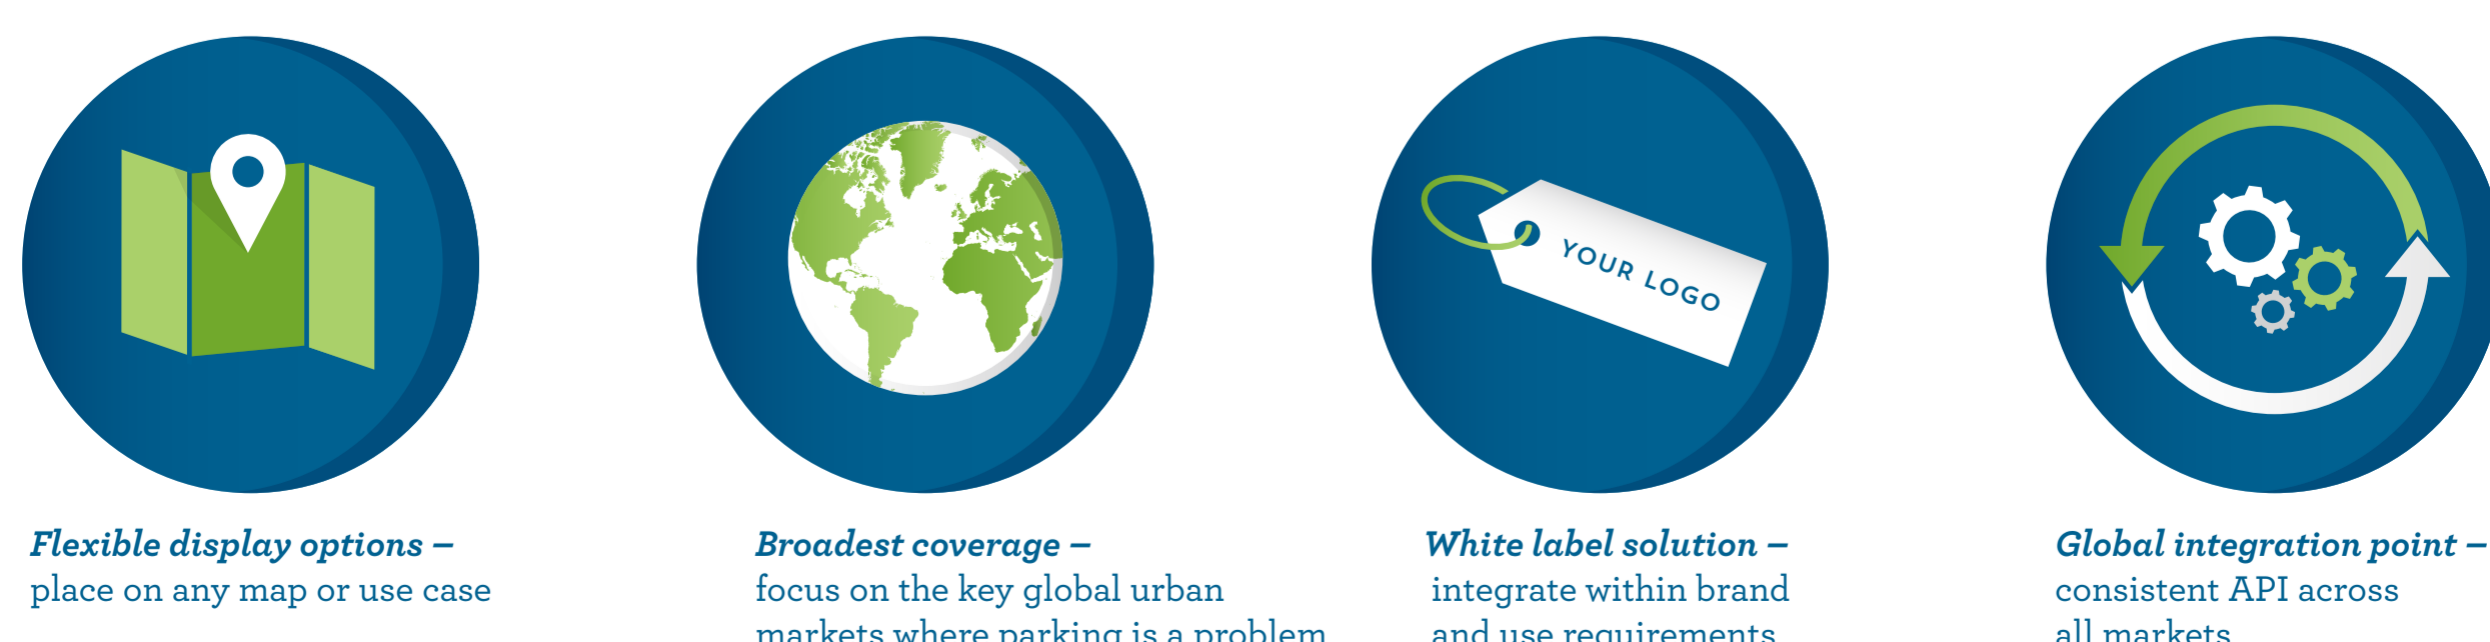 YOUR LOGO
Flexible display options –
place on any map or use case
Broadest coverage –
focus on the key global urban
markets where parking is a problem
White label solution –
integrate within brand
and use requirements
Global integration point –
consistent API across
all markets